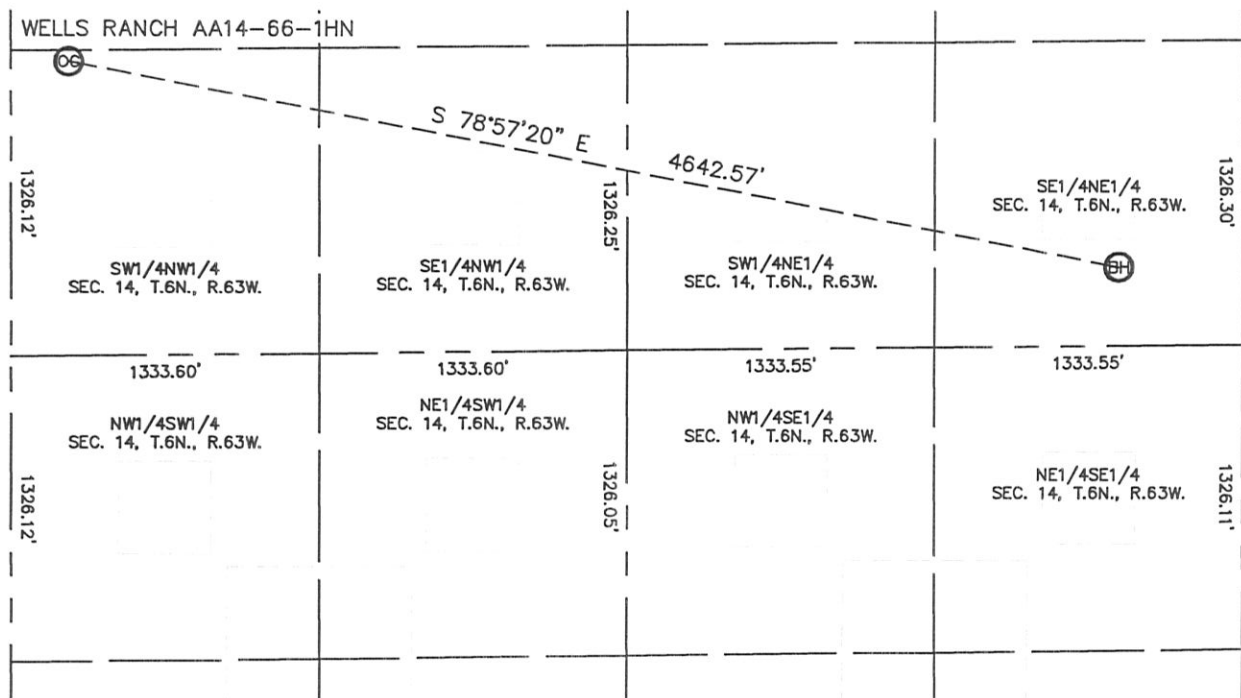 WELLS RANCH AA14-66-1HN
OG
S 78°57'20" E
4642.57'
1326.12'
1326.25'
SE1/4NE1/4
SEC. 14, T.6N., R.63W.
1326.30'
SW1/4NW1/4
SEC. 14, T.6N., R.63W.
SE1/4NW1/4
SEC. 14, T.6N., R.63W.
SW1/4NE1/4
SEC. 14, T.6N., R.63W.
BH
1333.60'
1333.60'
1333.55'
1333.55'
NW1/4SW1/4
SEC. 14, T.6N., R.63W.
NE1/4SW1/4
SEC. 14, T.6N., R.63W.
NW1/4SE1/4
SEC. 14, T.6N., R.63W.
NE1/4SE1/4
SEC. 14, T.6N., R.63W.
1326.12'
1326.05'
1326.11'